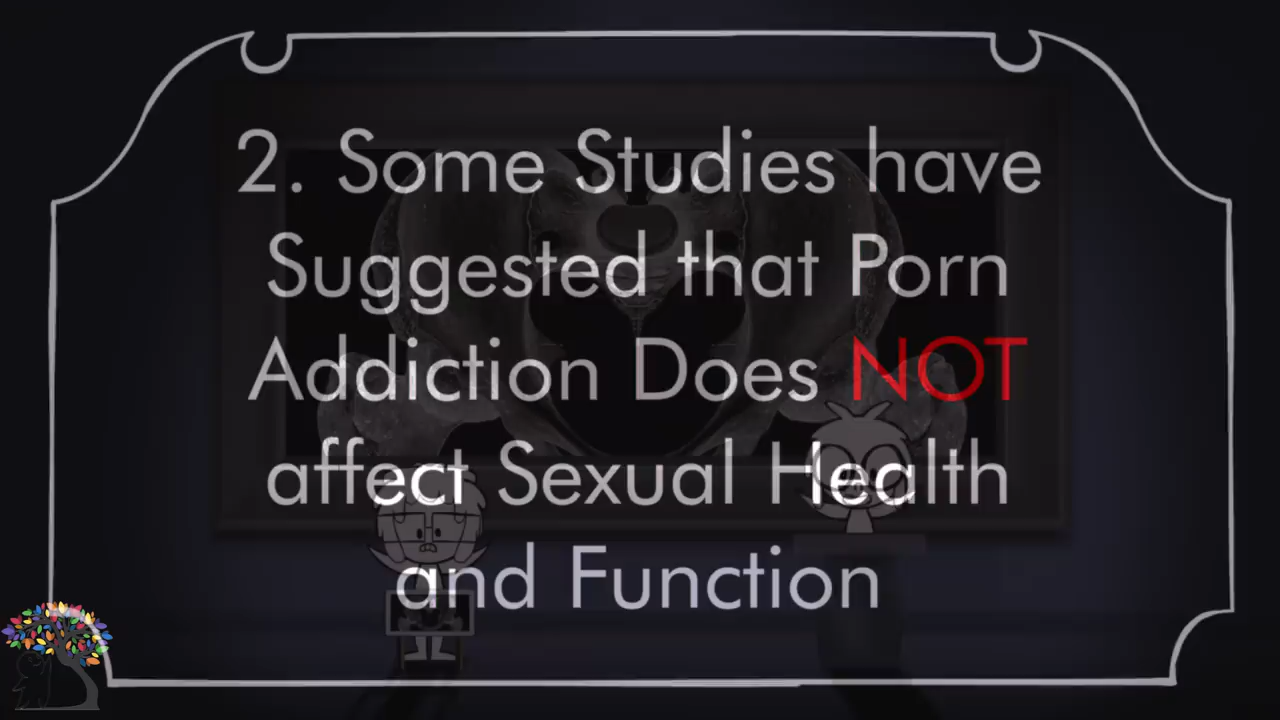 2. Some Studies have
Suggested that Porn
Addiction Does NOT
affect Sexual Health
and Function